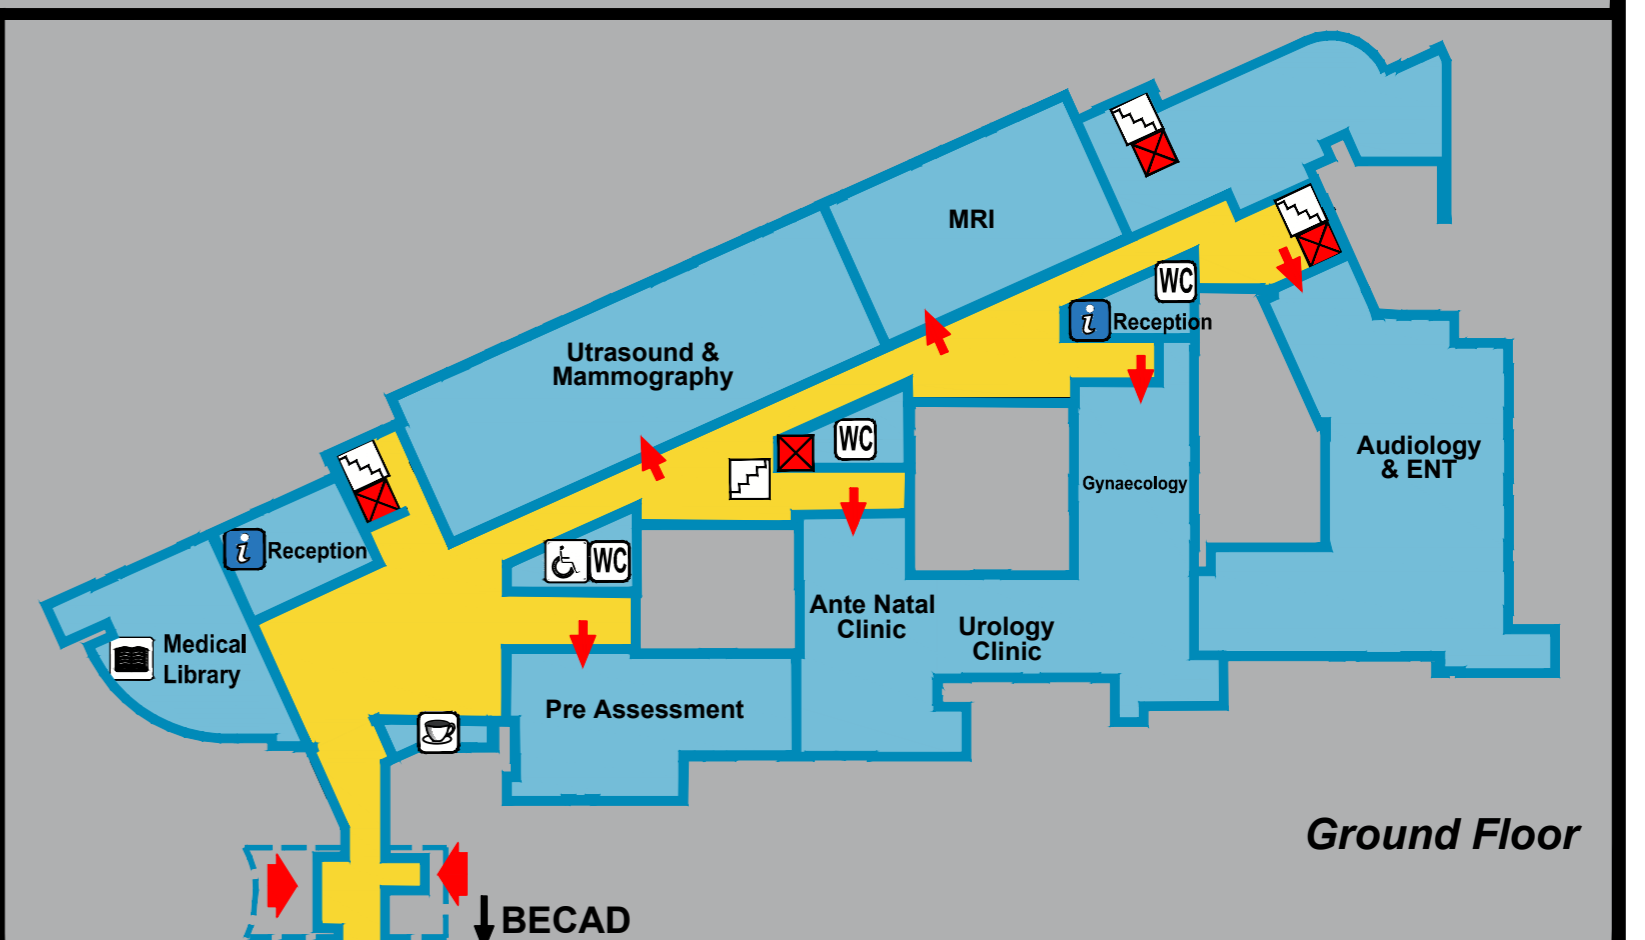 MRI
WC
i Reception
Utrasound &
Mammography
WC
Audiology
& ENT
Gynaecology
i Reception
WC
Ante Natal
Clinic
Urology
Clinic
Medical
Library
Pre Assessment
Ground Floor
BECAD